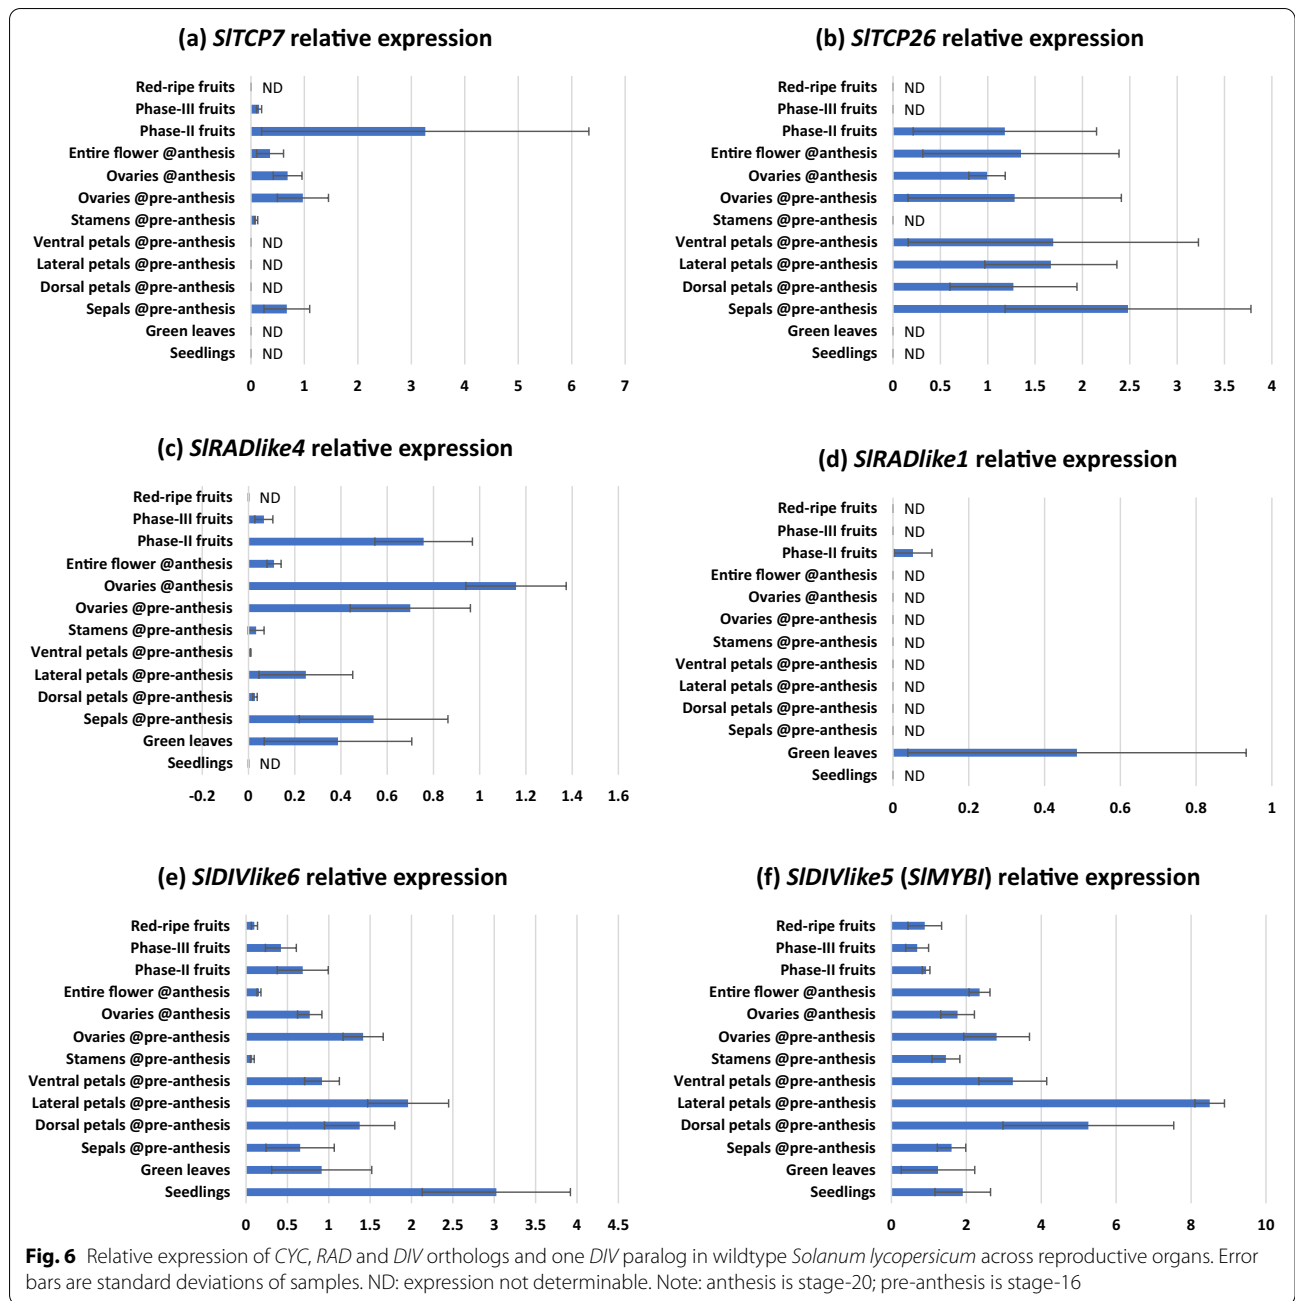 (a) SlTCP7 relative expression
Red-ripe fruits ND
Phase-III fruits
Phase-II fruits
Entire flower @anthesis
Ovaries @anthesis
Ovaries @pre-anthesis
Stamens @pre-anthesis
Ventral petals @pre-anthesis ND
Lateral petals @pre-anthesis ND
Dorsal petals @pre-anthesis ND
Sepals @pre-anthesis
Green leaves ND
Seedlings ND
0 1 2 3 4 5 6 7
(b) SlTCP26 relative expression
Red-ripe fruits ND
Phase-III fruits ND
Phase-II fruits
Entire flower @anthesis
Ovaries @anthesis
Ovaries @pre-anthesis
Stamens @pre-anthesis ND
Ventral petals @pre-anthesis
Lateral petals @pre-anthesis
Dorsal petals @pre-anthesis
Sepals @pre-anthesis
Green leaves ND
Seedlings ND
0 0.5 1 1.5 2 2.5 3 3.5 4
(c) SlRADlike4 relative expression
Red-ripe fruits ND
Phase-III fruits
Phase-II fruits
Entire flower @anthesis
Ovaries @anthesis
Ovaries @pre-anthesis
Stamens @pre-anthesis
Ventral petals @pre-anthesis
Lateral petals @pre-anthesis
Dorsal petals @pre-anthesis
Sepals @pre-anthesis
Green leaves
Seedlings ND
-0.2 0 0.2 0.4 0.6 0.8 1 1.2 1.4 1.6
(d) SlRADlike1 relative expression
Red-ripe fruits ND
Phase-III fruits ND
Phase-II fruits
Entire flower @anthesis ND
Ovaries @anthesis ND
Ovaries @pre-anthesis ND
Stamens @pre-anthesis ND
Ventral petals @pre-anthesis ND
Lateral petals @pre-anthesis ND
Dorsal petals @pre-anthesis ND
Sepals @pre-anthesis ND
Green leaves
Seedlings ND
0 0.2 0.4 0.6 0.8 1
(e) SlDIVlike6 relative expression
Red-ripe fruits
Phase-III fruits
Phase-II fruits
Entire flower @anthesis
Ovaries @anthesis
Ovaries @pre-anthesis
Stamens @pre-anthesis
Ventral petals @pre-anthesis
Lateral petals @pre-anthesis
Dorsal petals @pre-anthesis
Sepals @pre-anthesis
Green leaves
Seedlings
0 0.5 1 1.5 2 2.5 3 3.5 4 4.5
(f) SlDIVlike5 (SlMYBI) relative expression
Red-ripe fruits
Phase-III fruits
Phase-II fruits
Entire flower @anthesis
Ovaries @anthesis
Ovaries @pre-anthesis
Stamens @pre-anthesis
Ventral petals @pre-anthesis
Lateral petals @pre-anthesis
Dorsal petals @pre-anthesis
Sepals @pre-anthesis
Green leaves
Seedlings
0 2 4 6 8 10
Fig. 6 Relative expression of CYC, RAD and DIV orthologs and one DIV paralog in wildtype Solanum lycopersicum across reproductive organs. Error
bars are standard deviations of samples. ND: expression not determinable. Note: anthesis is stage-20; pre-anthesis is stage-16